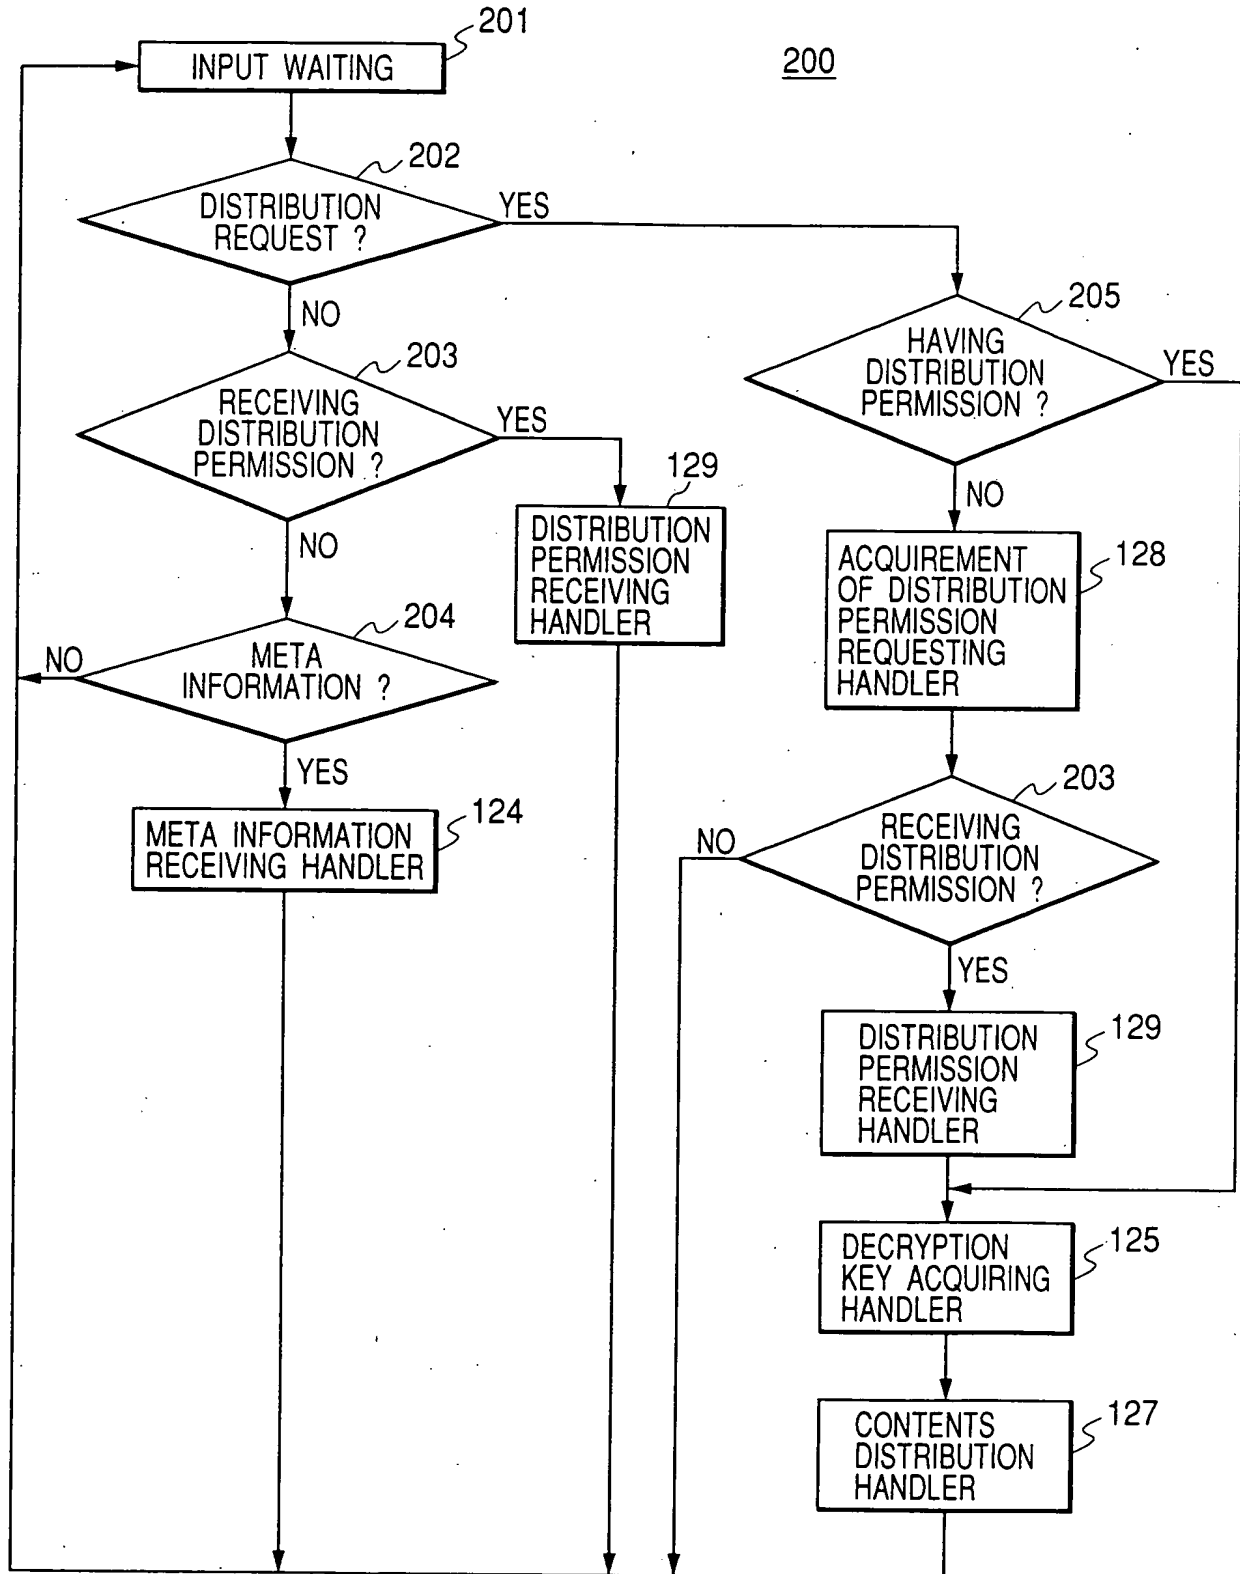 201
INPUT WAITING
200
202
DISTRIBUTION
REQUEST ?
YES
NO
205
HAVING
DISTRIBUTION
PERMISSION ?
YES
203
RECEIVING
DISTRIBUTION
PERMISSION ?
YES
NO
129
DISTRIBUTION
PERMISSION
RECEIVING
HANDLER
NO
128
ACQUIREMENT
OF DISTRIBUTION
PERMISSION
REQUESTING
HANDLER
204
META
INFORMATION ?
NO
YES
124
META INFORMATION
RECEIVING HANDLER
203
RECEIVING
DISTRIBUTION
PERMISSION ?
NO
YES
129
DISTRIBUTION
PERMISSION
RECEIVING
HANDLER
125
DECRYPTION
KEY ACQUIRING
HANDLER
127
CONTENTS
DISTRIBUTION
HANDLER